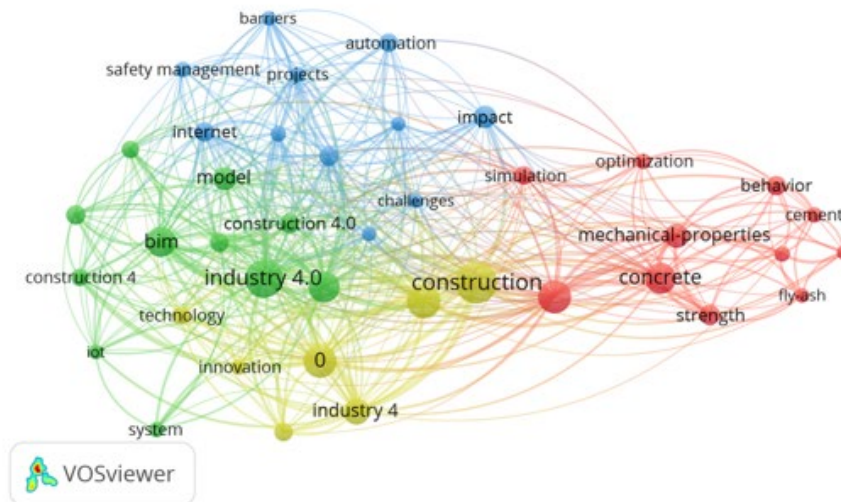 barriers
automation
safety management
projects
internet
impact
optimization
model
simulation
behavior
challenges
cement
construction 4.0
mechanical-properties
bim
industry 4.0
construction
concrete
construction 4
fly-ash
technology
strength
iot
innovation
0
industry 4
system
VOSviewer